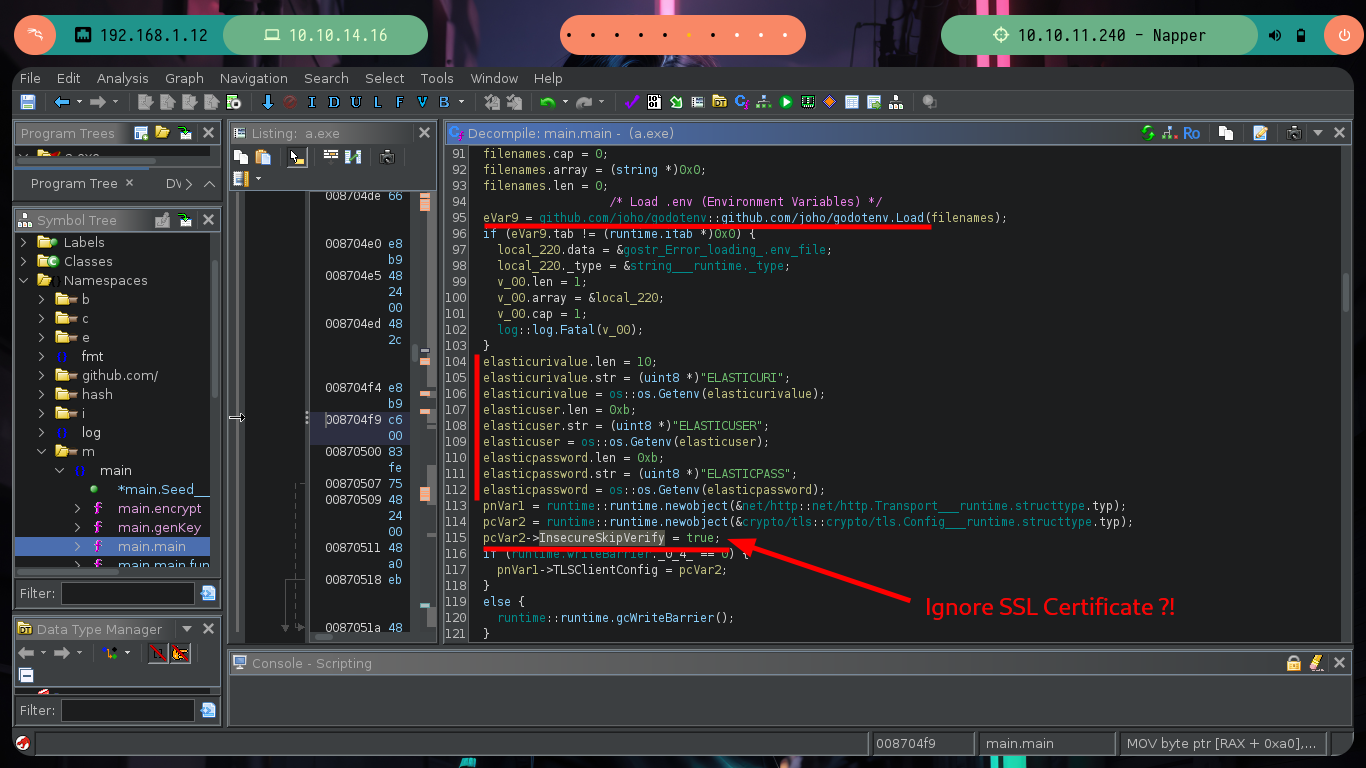 192.168.1.12
10.10.14.16
10.10.11.240 - Napper
File Edit Analysis Graph Navigation Search Select Tools Window Help
I D U L F V B
Program Trees
Program Tree
DV
Symbol Tree
Labels
Classes
Namespaces
b
c
e
fmt
github.com/
hash
i
log
m
main
*main.Seed__
main.encrypt
main.genKey
main.main
main.main.fun
Filter:
Data Type Manager
Filter:
Listing: a.exe
008704de 66
008704e0 e8
b9
008704e5 48
24
00
008704ed 48
2c
008704f4 e8
b9
008704f9 c6
00
00870500 83
fe
00870507 75
00870509 48
24
00
00870511 48
a0
00870518 eb
0087051a 48
Decompile: main.main - (a.exe)
Ro
91 filenames.cap = 0;
92 filenames.array = (string *)0x0;
93 filenames.len = 0;
94 /* Load .env (Environment Variables) */
95 eVar9 = github.com/joho/godotenv::github.com/joho/godotenv.Load(filenames);
96 if (eVar9.tab != (runtime.itab *)0x0) {
97 local_220.data = &gostr_Error_loading_.env_file;
98 local_220._type = &string___runtime._type;
99 v_00.len = 1;
100 v_00.array = &local_220;
101 v_00.cap = 1;
102 log::log.Fatal(v_00);
103 }
104 elasticurivalue.len = 10;
105 elasticurivalue.str = (uint8 *)"ELASTICURI";
106 elasticurivalue = os::os.Getenv(elasticurivalue);
107 elasticuser.len = 0xb;
108 elasticuser.str = (uint8 *)"ELASTICUSER";
109 elasticuser = os::os.Getenv(elasticuser);
110 elasticpassword.len = 0xb;
111 elasticpassword.str = (uint8 *)"ELASTICPASS";
112 elasticpassword = os::os.Getenv(elasticpassword);
113 pnVar1 = runtime::runtime.newobject(&net/http::net/http.Transport___runtime.structtype.typ);
114 pcVar2 = runtime::runtime.newobject(&crypto/tls::crypto/tls.Config___runtime.structtype.typ);
115 pcVar2->InsecureSkipVerify = true;
116 if (runtime.writeBarrier._0_4_ == 0) {
117 pnVar1->TLSClientConfig = pcVar2;
118 }
119 else {
120 runtime::runtime.gcWriteBarrier();
121 }
Ignore SSL Certificate ?!
Console - Scripting
008704f9
main.main
MOV byte ptr [RAX + 0xa0],...